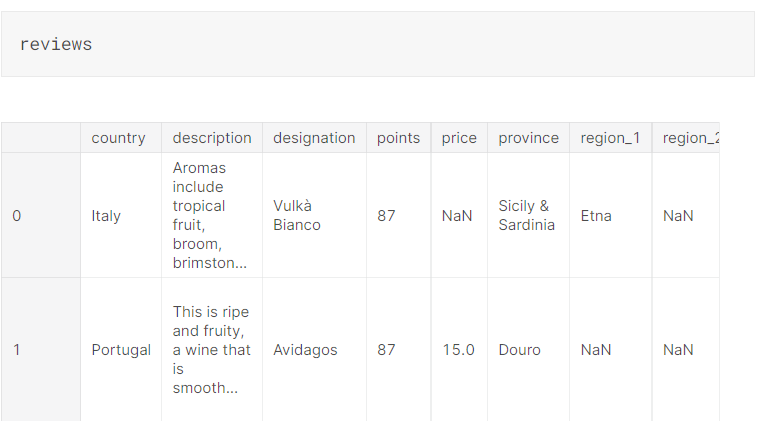 reviews
country description designation points price province region_1 region_2
0 Italy Aromas include tropical fruit, broom, brimston... Vulkà Bianco 87 NaN Sicily & Sardinia Etna NaN
1 Portugal This is ripe and fruity, a wine that is smooth... Avidagos 87 15.0 Douro NaN NaN